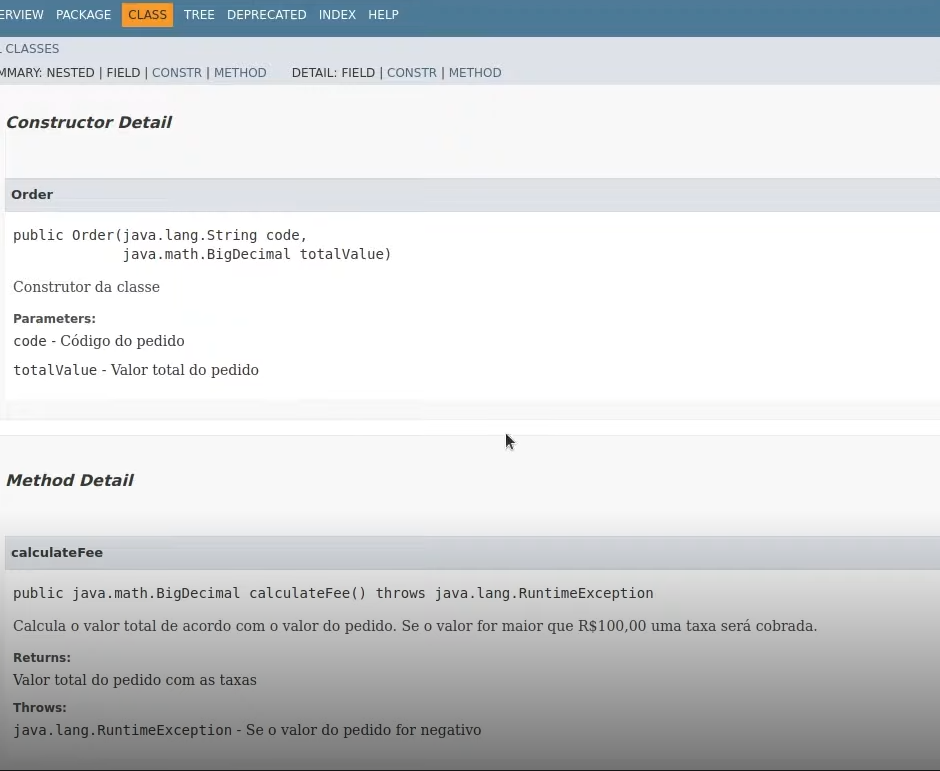 PACKAGE CLASS TREE DEPRECATED INDEX HELP
CLASSES
NESTED | FIELD | CONSTR | METHOD DETAIL: FIELD | CONSTR | METHOD
Constructor Detail
Order
public Order(java.lang.String code,
java.math.BigDecimal totalValue)
Construtor da classe
Parameters:
code - Código do pedido
totalValue - Valor total do pedido
Method Detail
calculateFee
public java.math.BigDecimal calculateFee() throws java.lang.RuntimeException
Calcula o valor total de acordo com o valor do pedido. Se o valor for maior que R$100,00 uma taxa será cobrada.
Returns:
Valor total do pedido com as taxas
Throws:
java.lang.RuntimeException - Se o valor do pedido for negativo